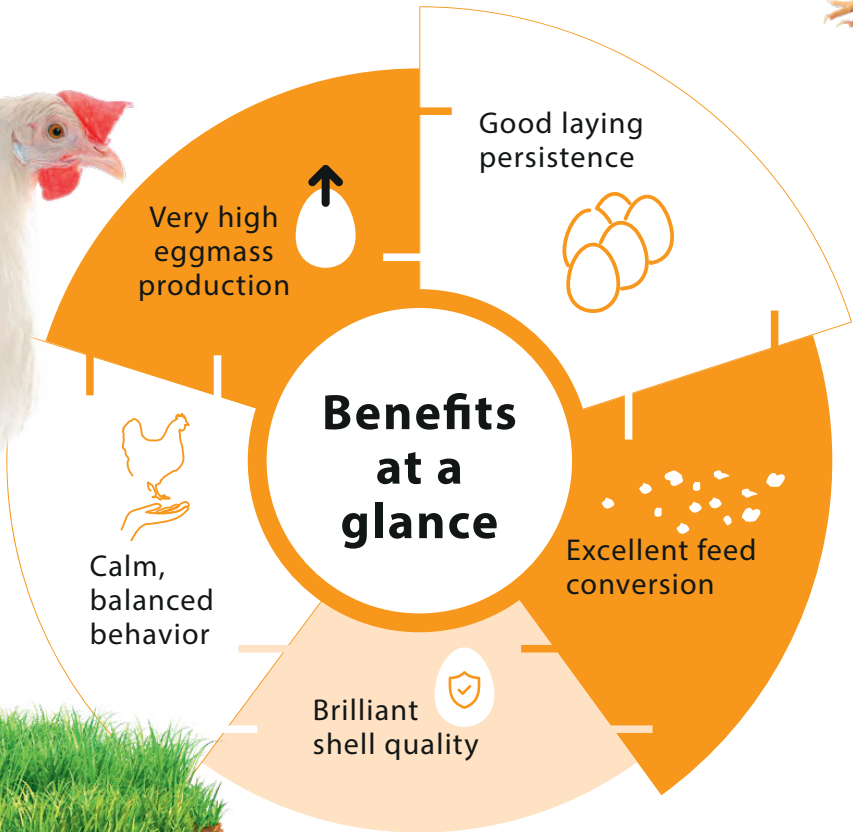 Good laying
persistence
Very high
eggmass
production
Benefits
at a
glance
Excellent feed
conversion
Calm,
balanced
behavior
Brilliant
shell quality